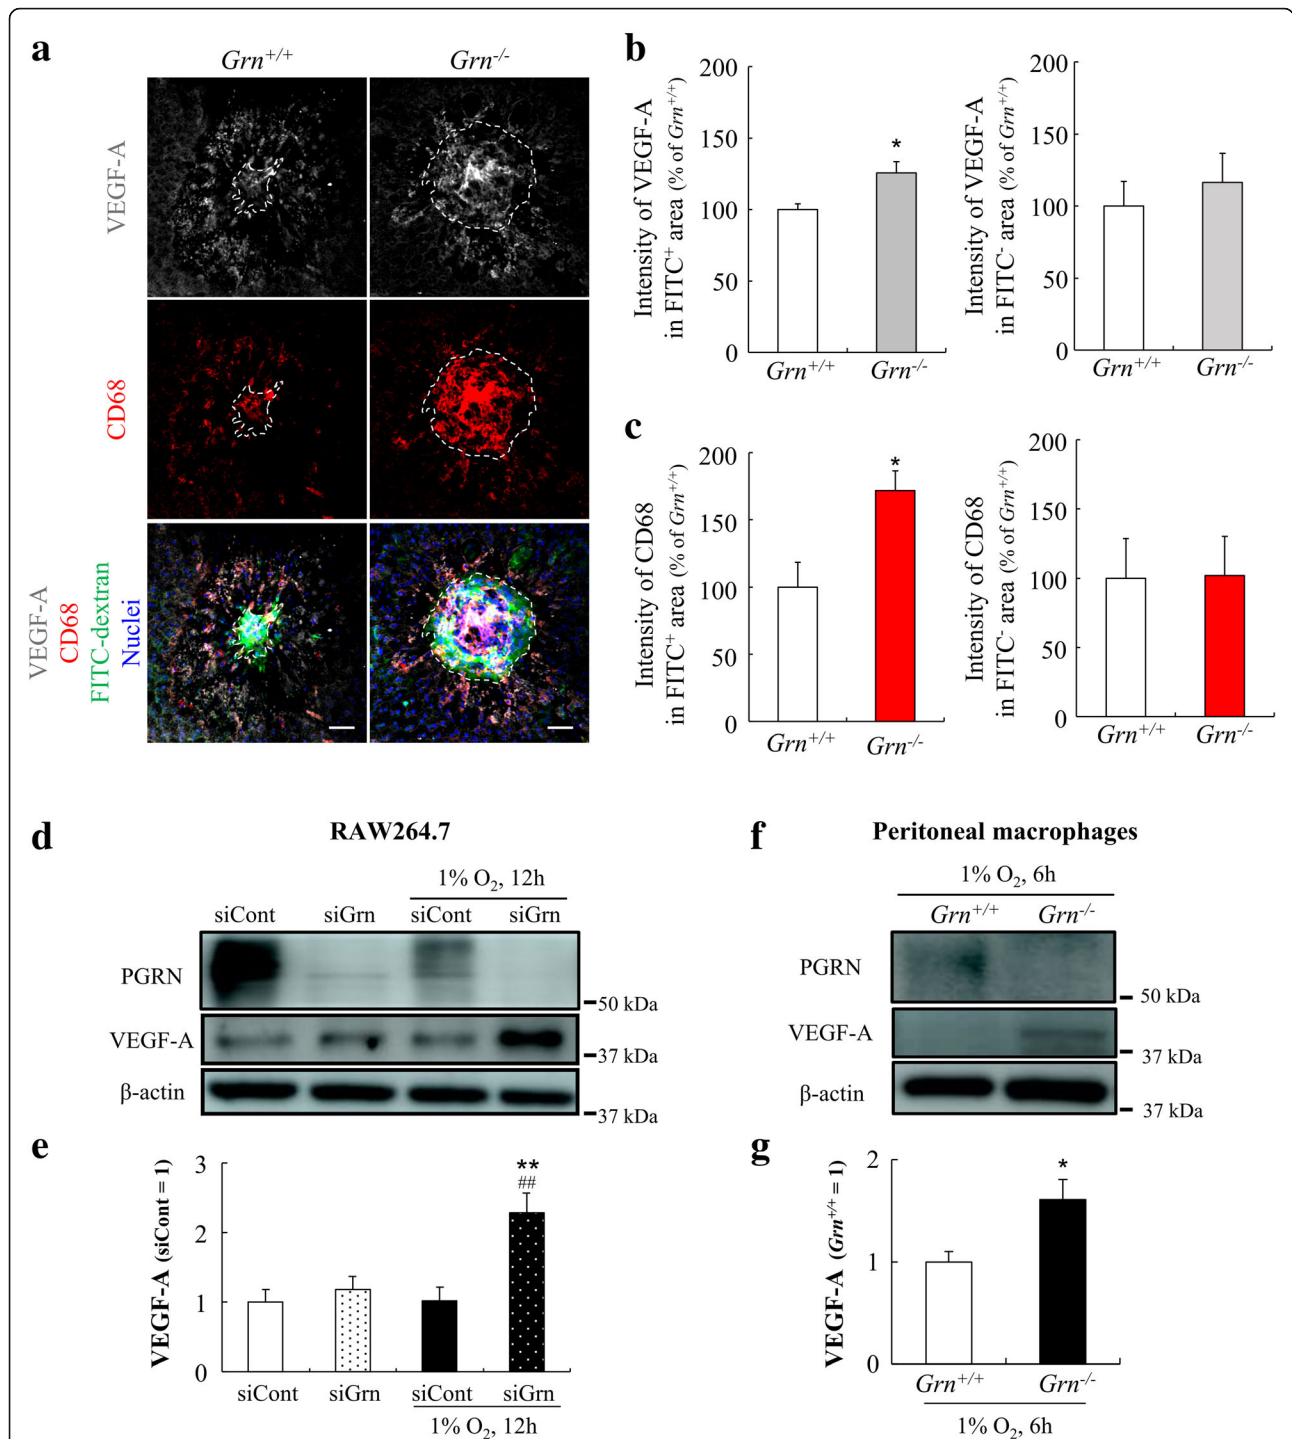 a
Grn+/+
Grn-/-
VEGF-A
CD68
VEGF-A
CD68
FITC-dextran
Nuclei
b
Intensity of VEGF-A
in FITC+ area (% of Grn+/+)
200
150
100
50
0
*
Grn+/+
Grn-/-
Intensity of VEGF-A
in FITC- area (% of Grn+/+)
200
150
100
50
0
Grn+/+
Grn-/-
c
Intensity of CD68
in FITC+ area (% of Grn+/+)
200
150
100
50
0
*
Grn+/+
Grn-/-
Intensity of CD68
in FITC- area (% of Grn+/+)
200
150
100
50
0
Grn+/+
Grn-/-
d
RAW264.7
1% O2, 12h
siCont siGrn siCont siGrn
PGRN
50 kDa
VEGF-A
37 kDa
β-actin
37 kDa
e
VEGF-A (siCont = 1)
3
2
1
0
**
##
siCont siGrn siCont siGrn
1% O2, 12h
f
Peritoneal macrophages
1% O2, 6h
Grn+/+ Grn-/-
PGRN
50 kDa
VEGF-A
37 kDa
β-actin
37 kDa
g
VEGF-A (Grn+/+ = 1)
2
1
0
*
Grn+/+ Grn-/-
1% O2, 6h